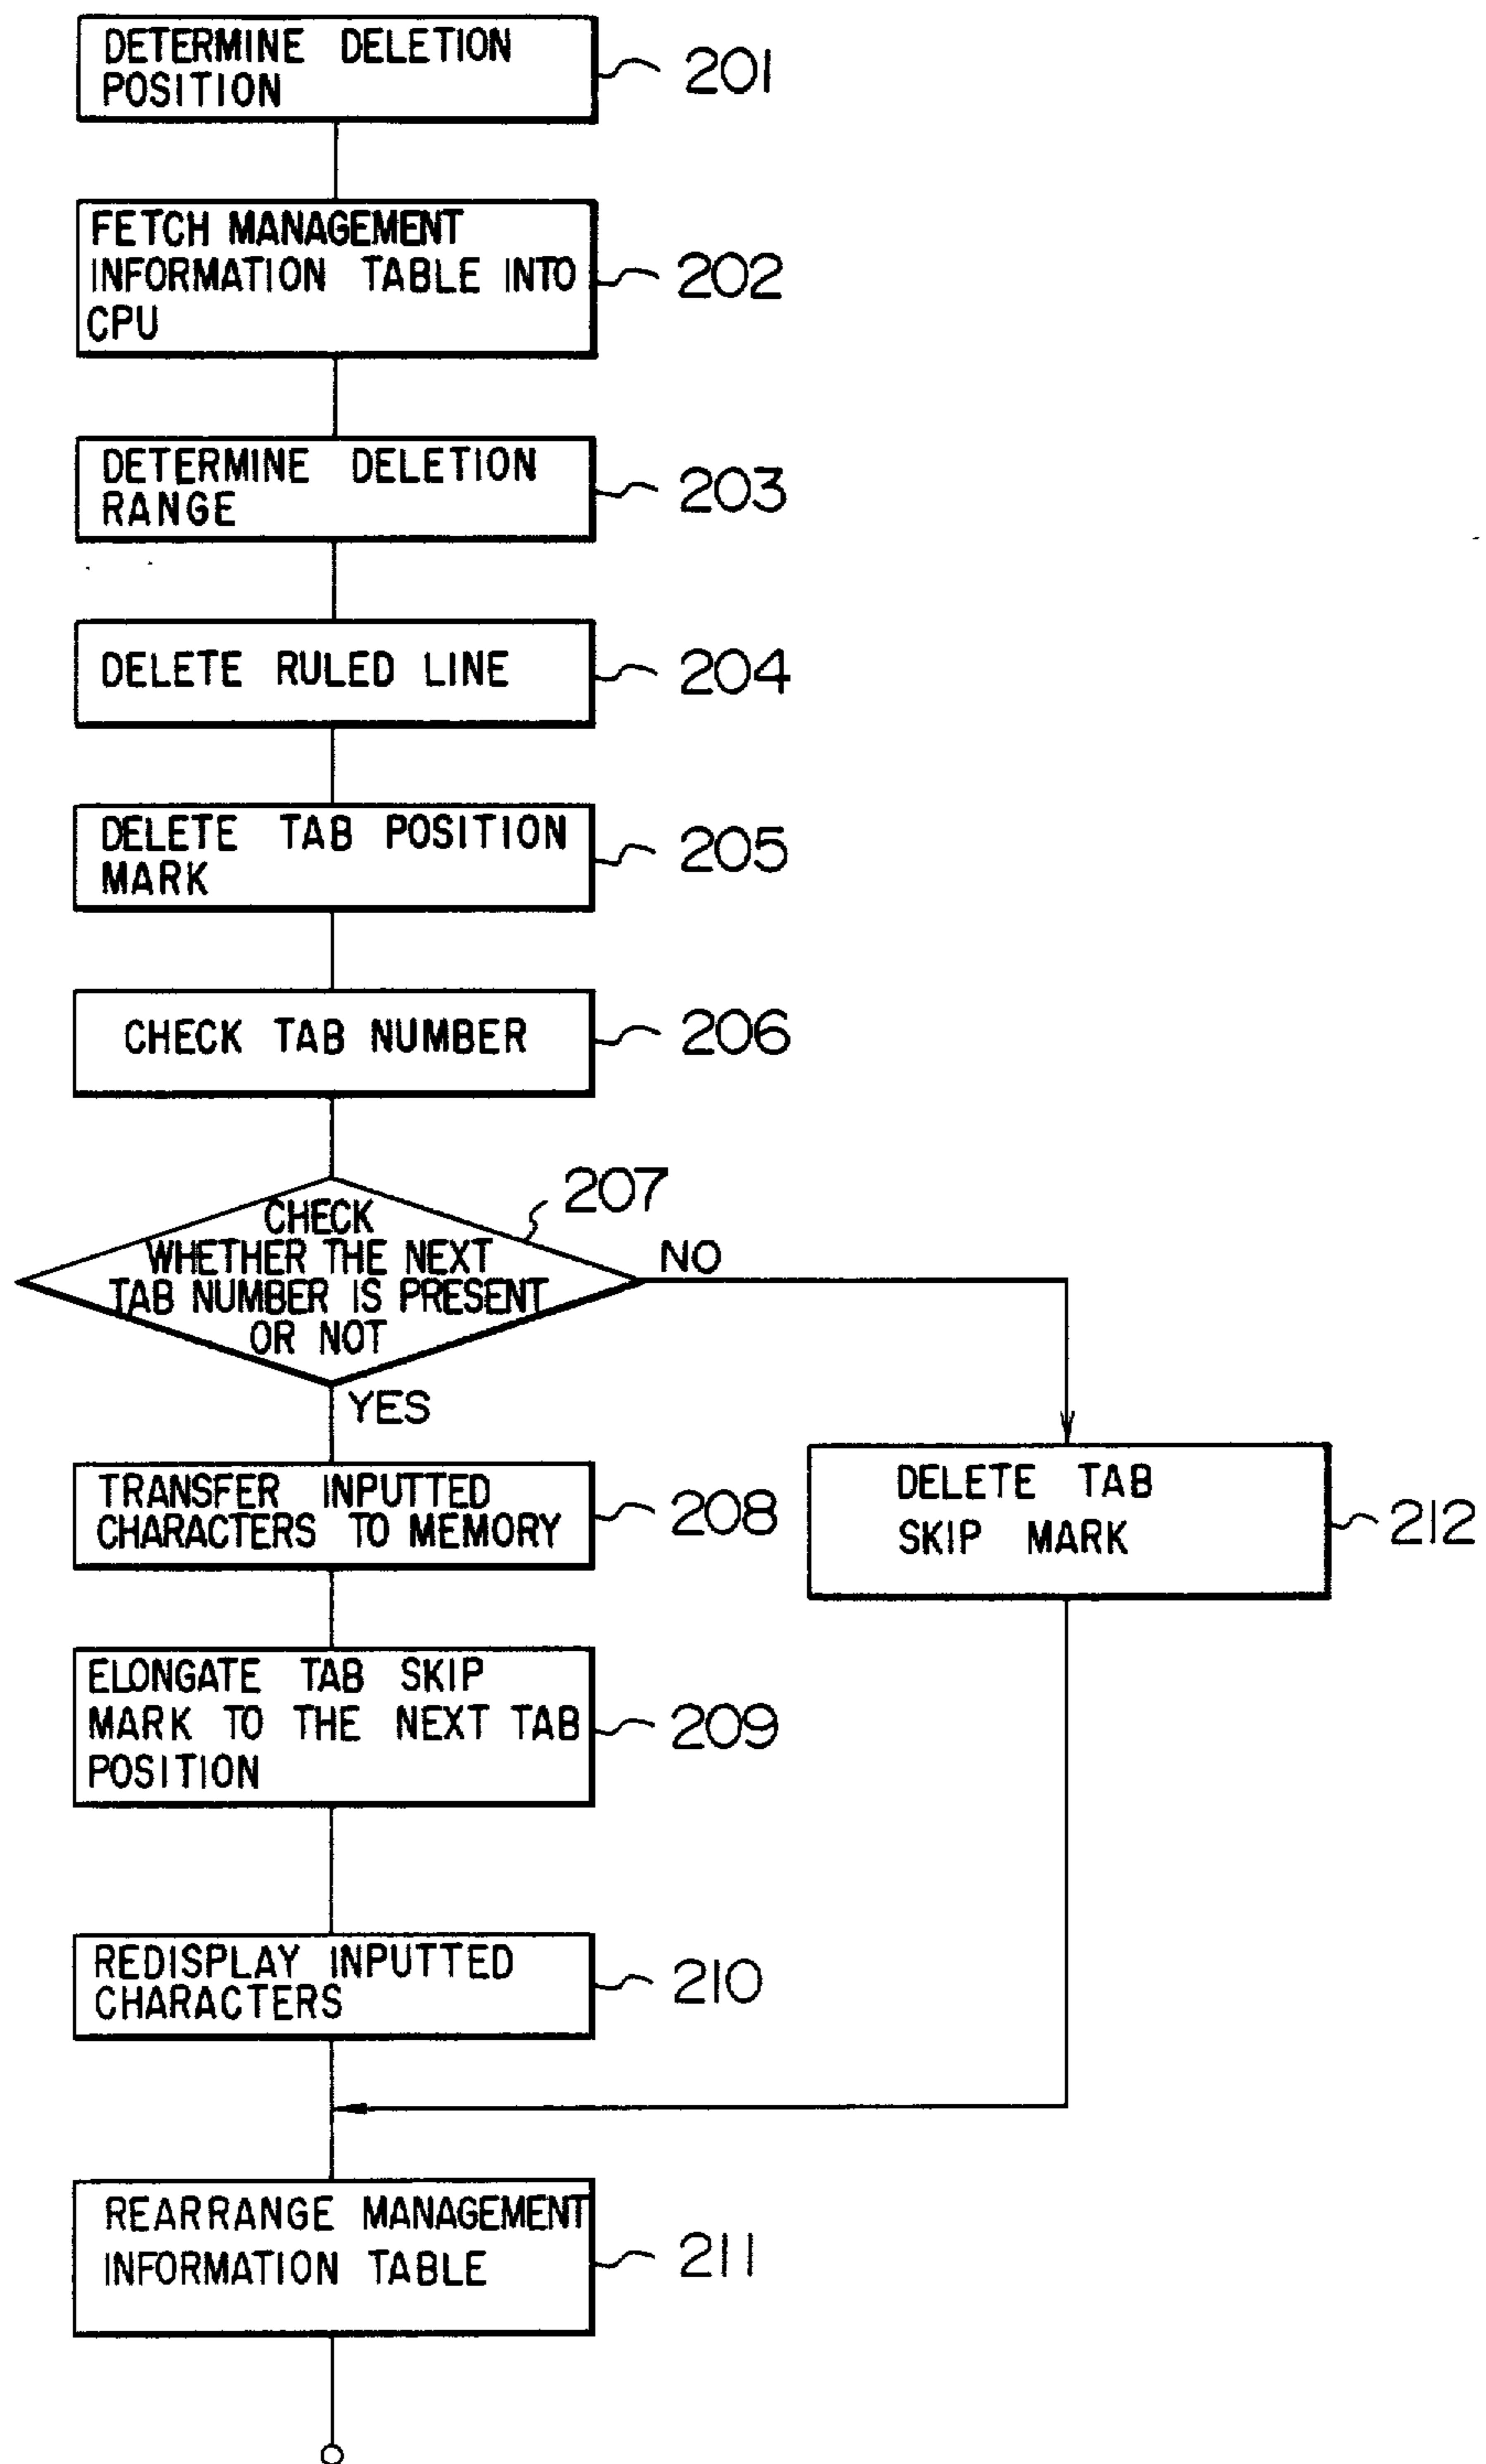 DETERMINE DELETION
POSITION
201
FETCH MANAGEMENT
INFORMATION TABLE INTO
CPU
202
DETERMINE DELETION
RANGE
203
DELETE RULED LINE
204
DELETE TAB POSITION
MARK
205
CHECK TAB NUMBER
206
207
CHECK
WHETHER THE NEXT
TAB NUMBER IS PRESENT
OR NOT
NO
YES
TRANSFER INPUTTED
CHARACTERS TO MEMORY
208
DELETE TAB
SKIP MARK
212
ELONGATE TAB SKIP
MARK TO THE NEXT TAB
POSITION
209
REDISPLAY INPUTTED
CHARACTERS
210
REARRANGE MANAGEMENT
INFORMATION TABLE
211